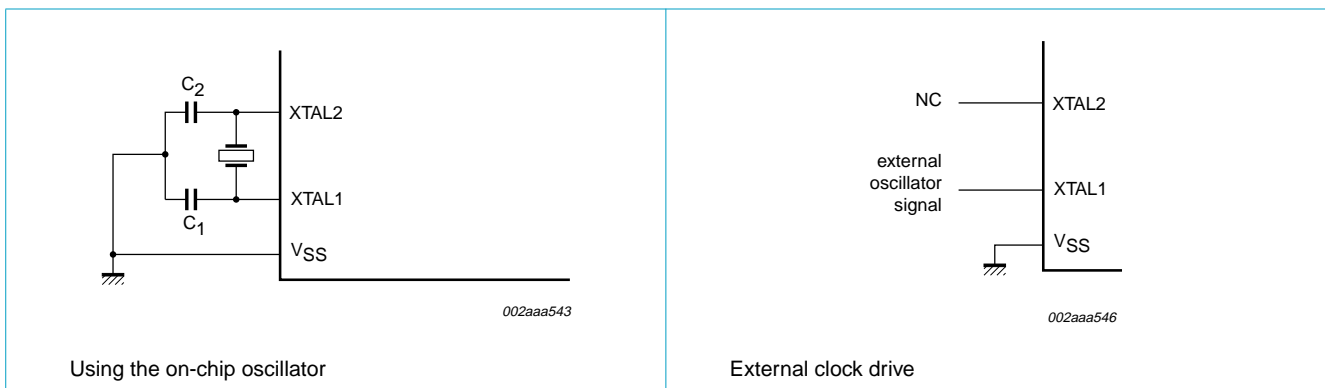 C2
XTAL2
XTAL1
C1
VSS
002aaa543
Using the on-chip oscillator
NC
XTAL2
external
oscillator
signal
XTAL1
VSS
002aaa546
External clock drive